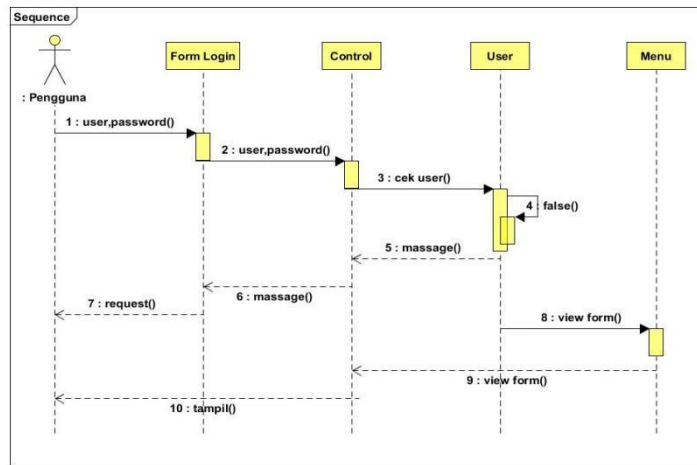 Sequence
Form Login
Control
User
Menu
: Pengguna
1 : user,password()
2 : user,password()
3 : cek user()
4 : false()
5 : massage()
6 : massage()
7 : request()
8 : view form()
9 : view form()
10 : tampil()